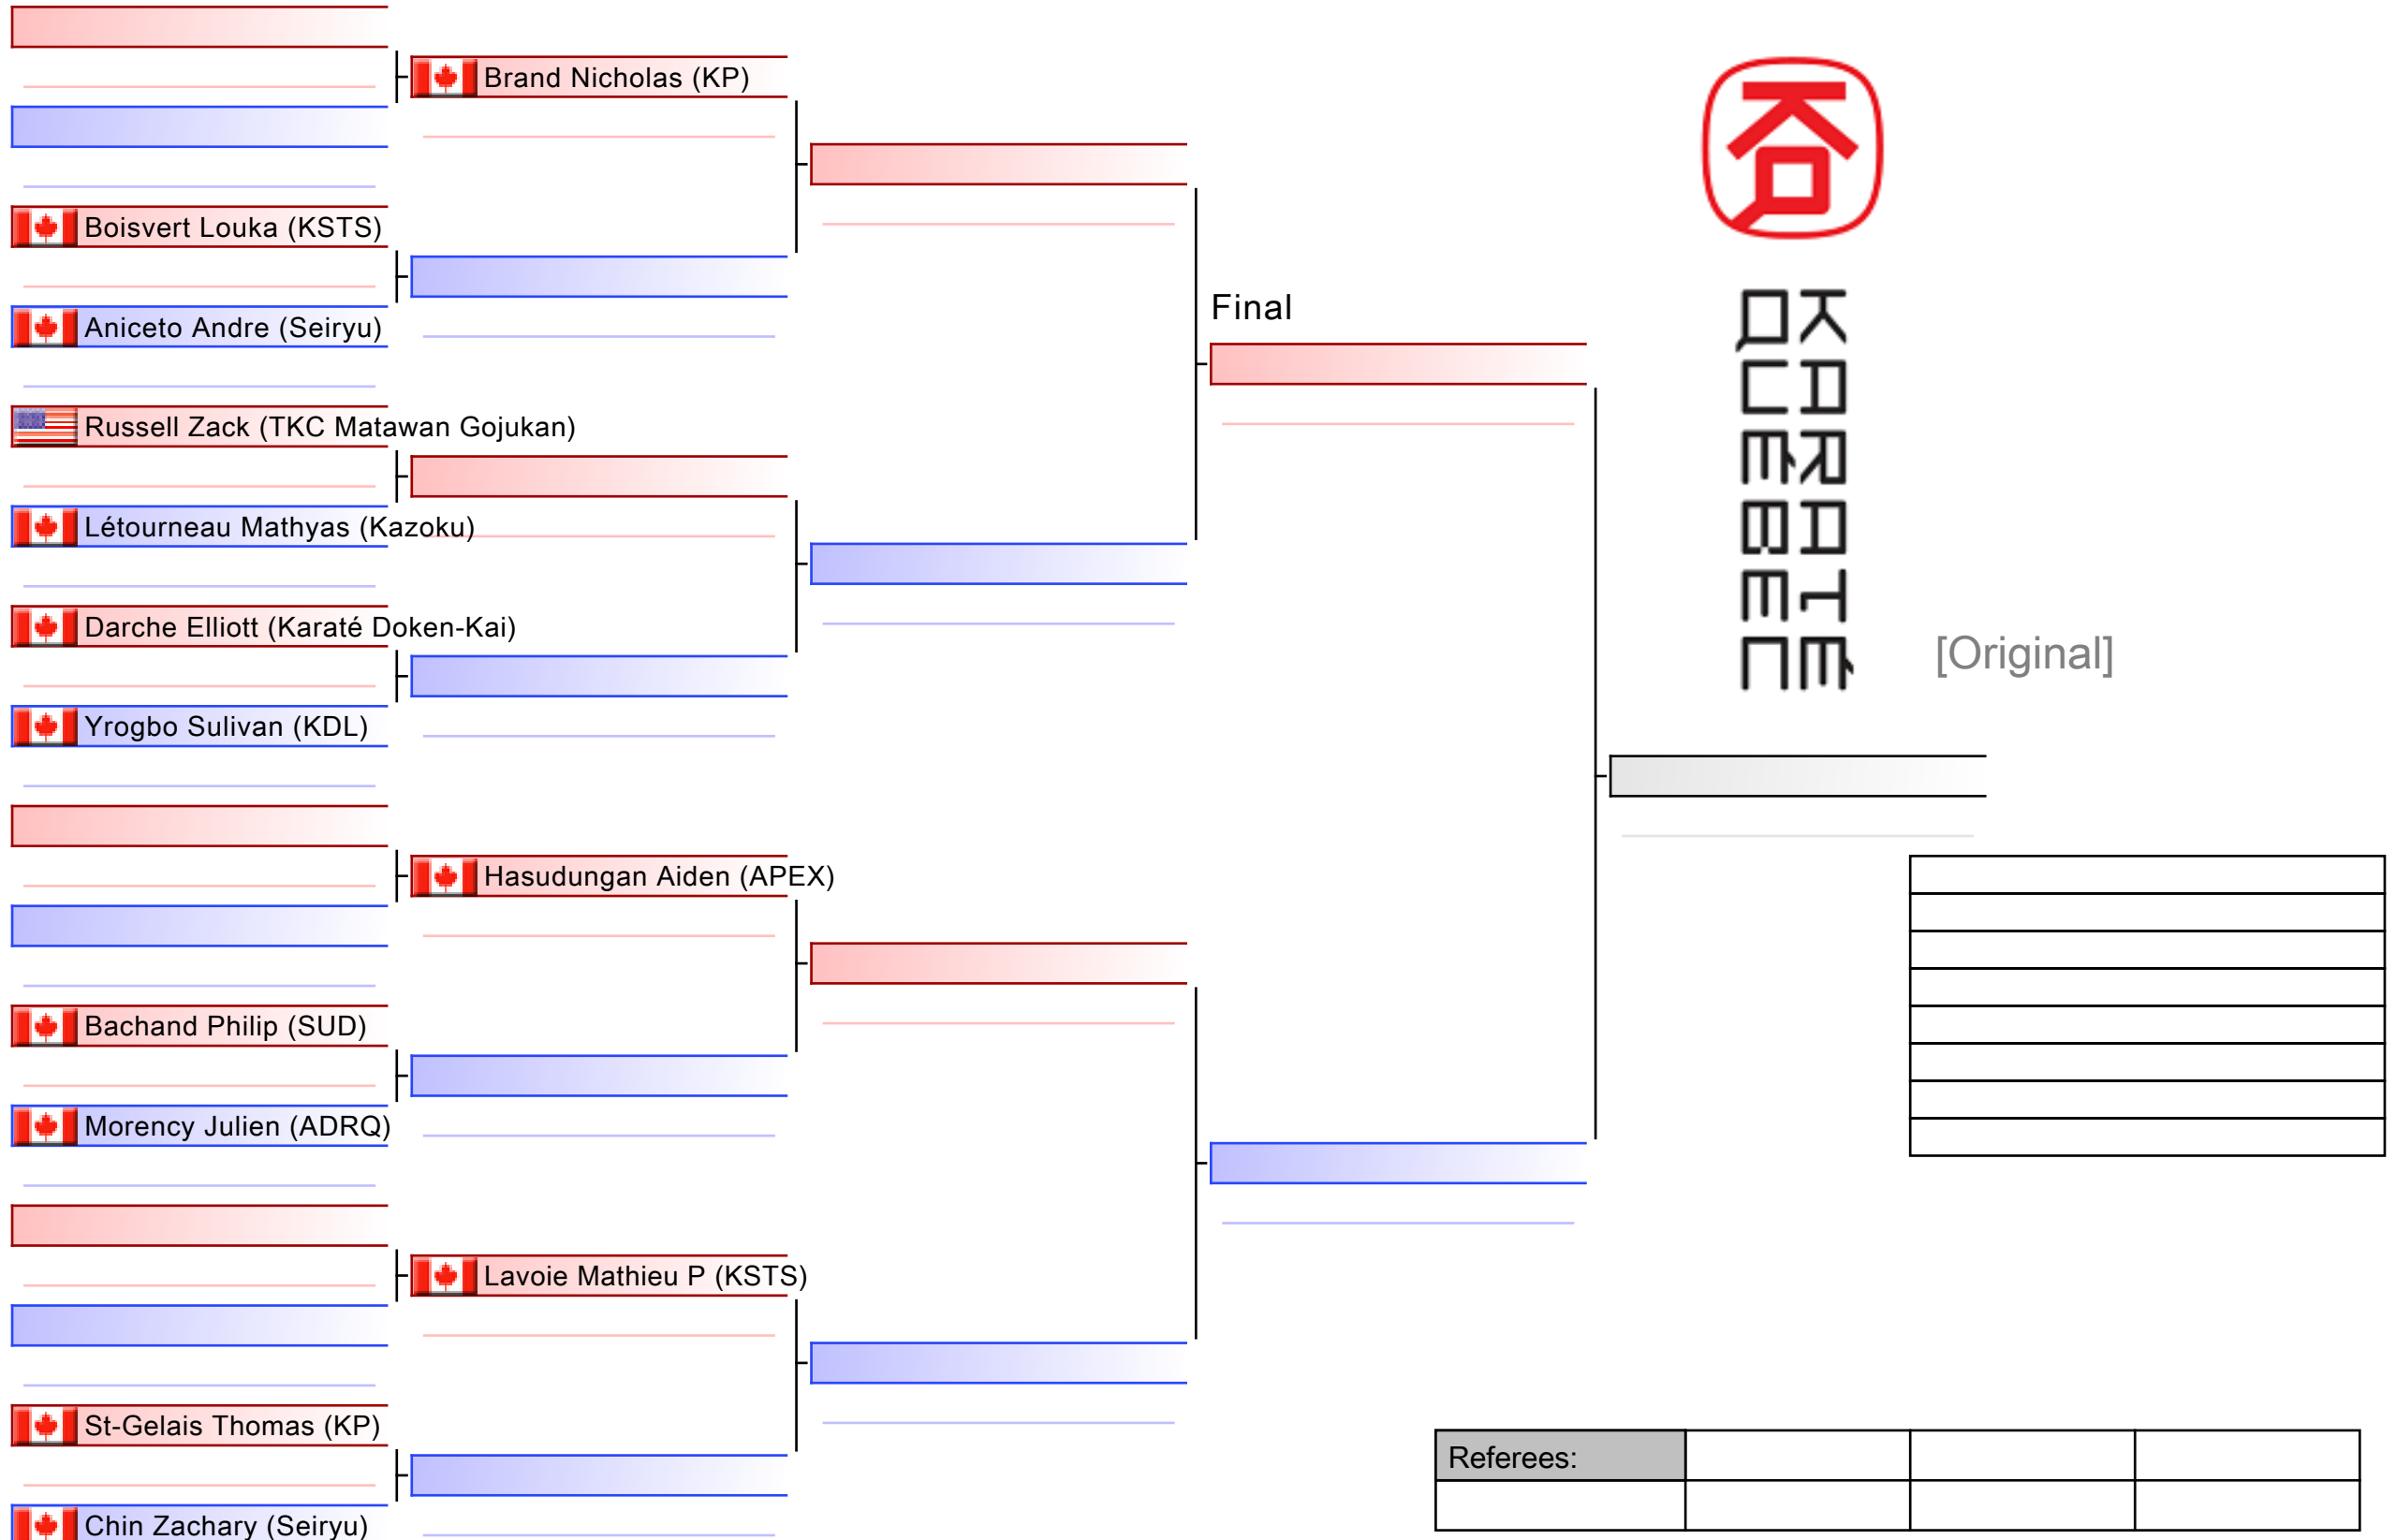 Brand Nicholas (KP)
Boisvert Louka (KSTS)
Aniceto Andre (Seiryu)
Russell Zack (TKC Matawan Gojukan)
Létourneau Mathyas (Kazoku)
Darche Elliott (Karaté Doken-Kai)
Yrogbo Sulivan (KDL)
Hasudungan Aiden (APEX)
Bachand Philip (SUD)
Morency Julien (ADRQ)
Lavoie Mathieu P (KSTS)
St-Gelais Thomas (KP)
Chin Zachary (Seiryu)
Final
KARATÉ
QUÉBEC
[Original]
Referees: